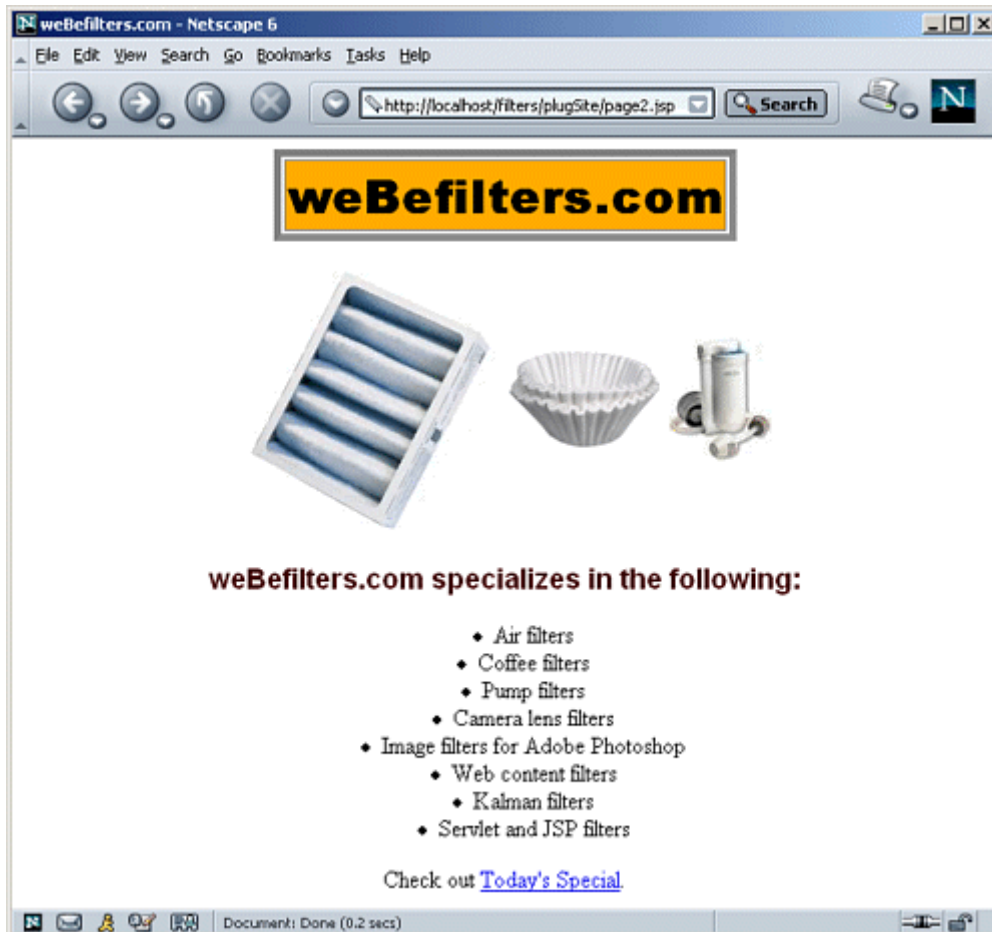 weBefilters.com - Netscape 6
File Edit View Search Go Bookmarks Tasks Help
http://localhost/filters/plugSite/page2.jsp Search N
weBefilters.com
weBefilters.com specializes in the following:
Air filters
Coffee filters
Pump filters
Camera lens filters
Image filters for Adobe Photoshop
Web content filters
Kalman filters
Servlet and JSP filters
Check out Today's Special.
Document: Done (0.2 secs)